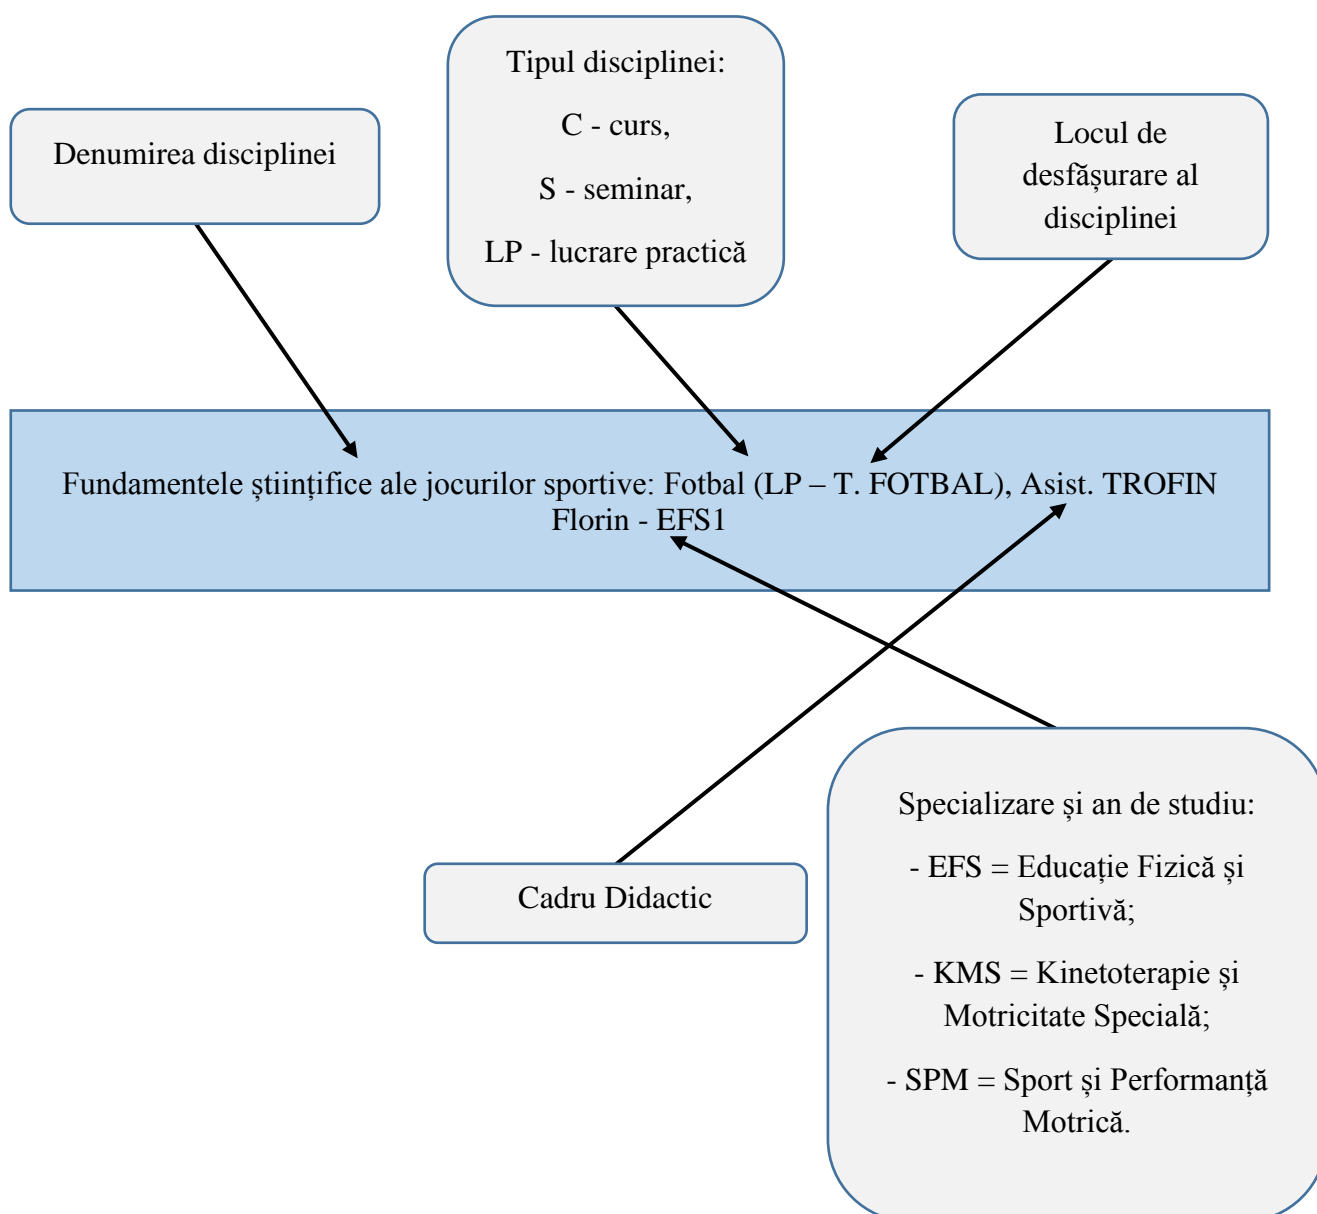 Tipul disciplinei:
C - curs,
S - seminar,
LP - lucrare practică
Denumirea disciplinei
Locul de
desfășurare al
disciplinei
Fundamentele științifice ale jocurilor sportive: Fotbal (LP – T. FOTBAL), Asist. TROFIN
Florin - EFS1
Cadru Didactic
Specializare și an de studiu:
- EFS = Educație Fizică și
Sportivă;
- KMS = Kinetoterapie și
Motricitate Specială;
- SPM = Sport și Performanță
Motrică.